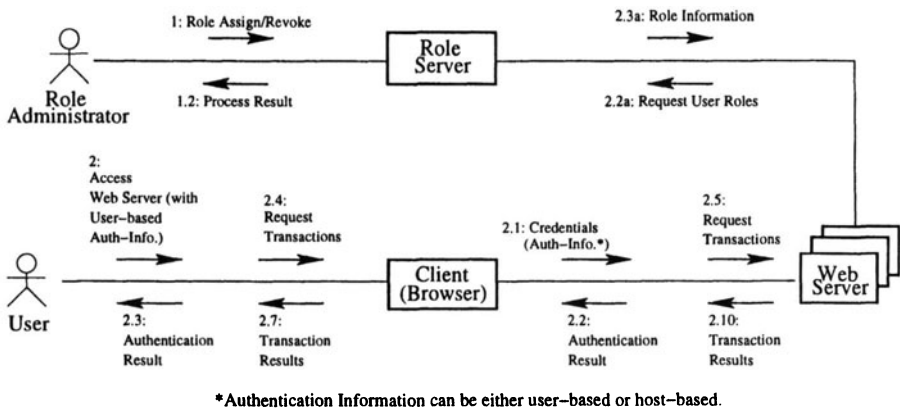 1: Role Assign/Revoke
2.3a: Role Information
Role
Server
1.2: Process Result
2.2a: Request User Roles
Role
Administrator
2:
Access
Web Server (with
User-based
Auth-Info.)
2.4:
Request
Transactions
2.1: Credentials
(Auth-Info.*)
2.5:
Request
Transactions
Client
(Browser)
Web
Server
User
2.3:
Authentication
Result
2.7:
Transaction
Results
2.2:
Authentication
Result
2.10:
Transaction
Results
*Authentication Information can be either user-based or host-based.